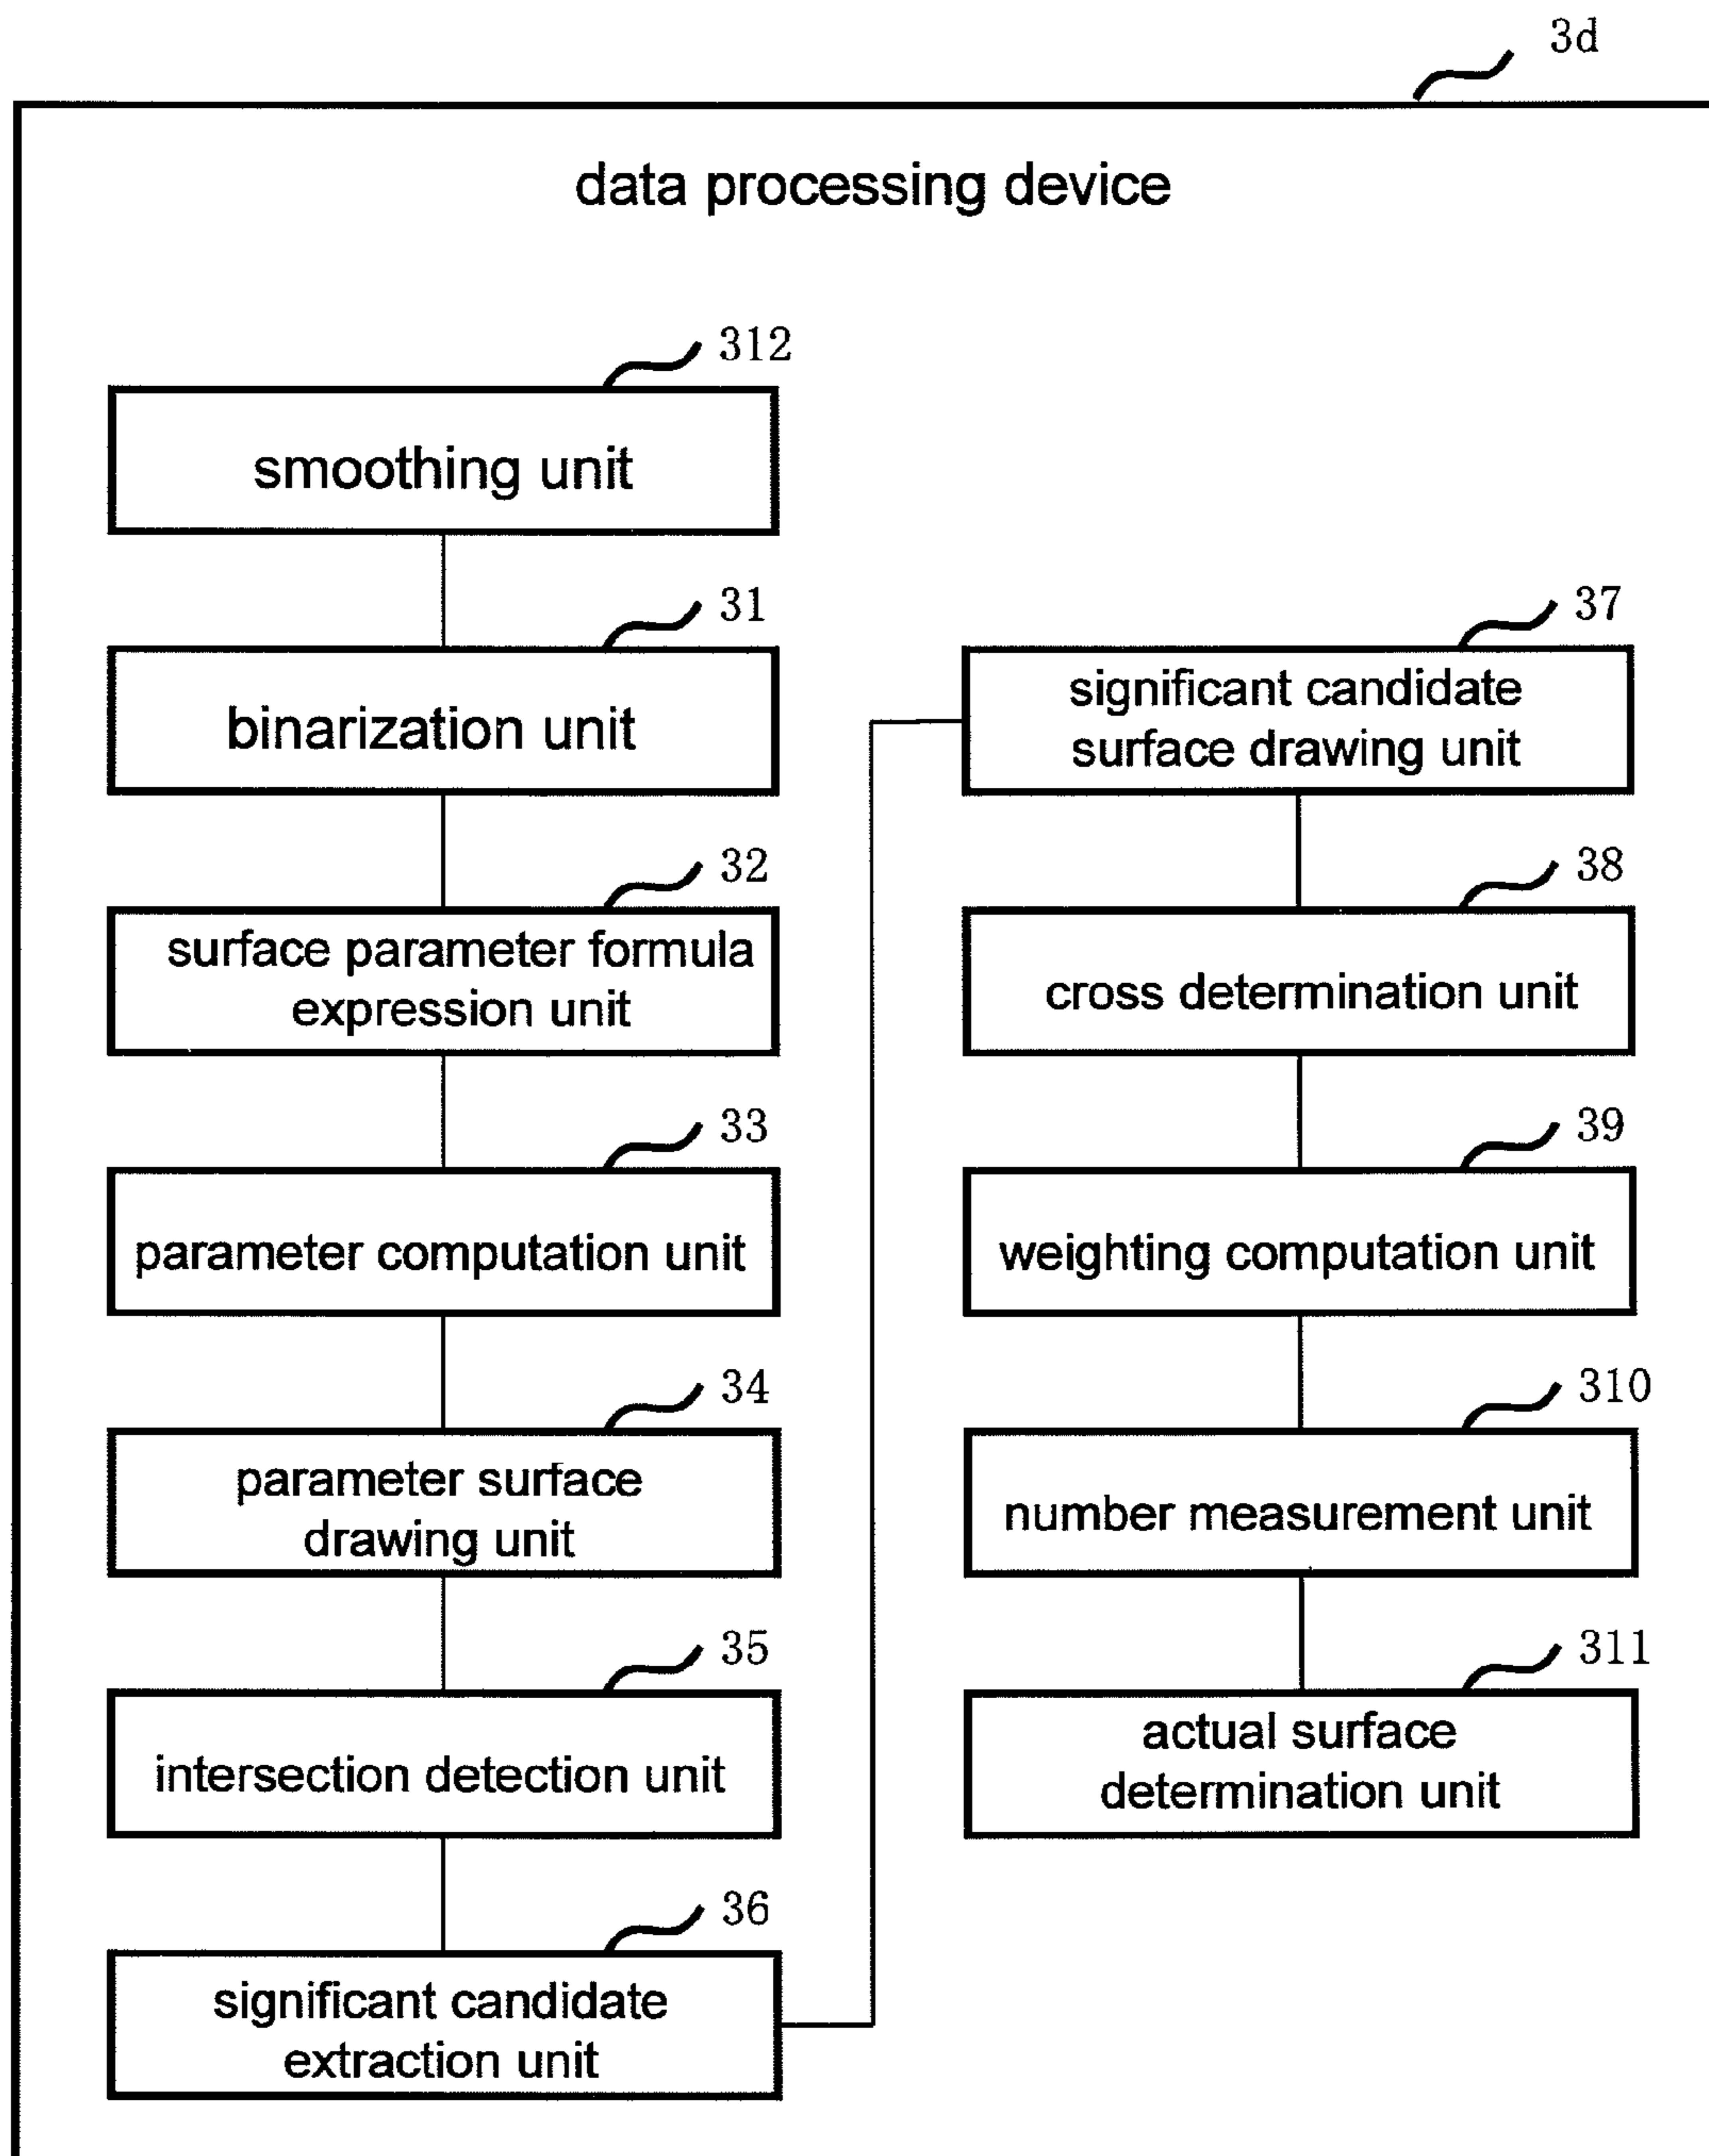 3d
data processing device
312
smoothing unit
31
binarization unit
32
surface parameter formula
expression unit
33
parameter computation unit
34
parameter surface
drawing unit
35
intersection detection unit
36
significant candidate
extraction unit
37
significant candidate
surface drawing unit
38
cross determination unit
39
weighting computation unit
310
number measurement unit
311
actual surface
determination unit